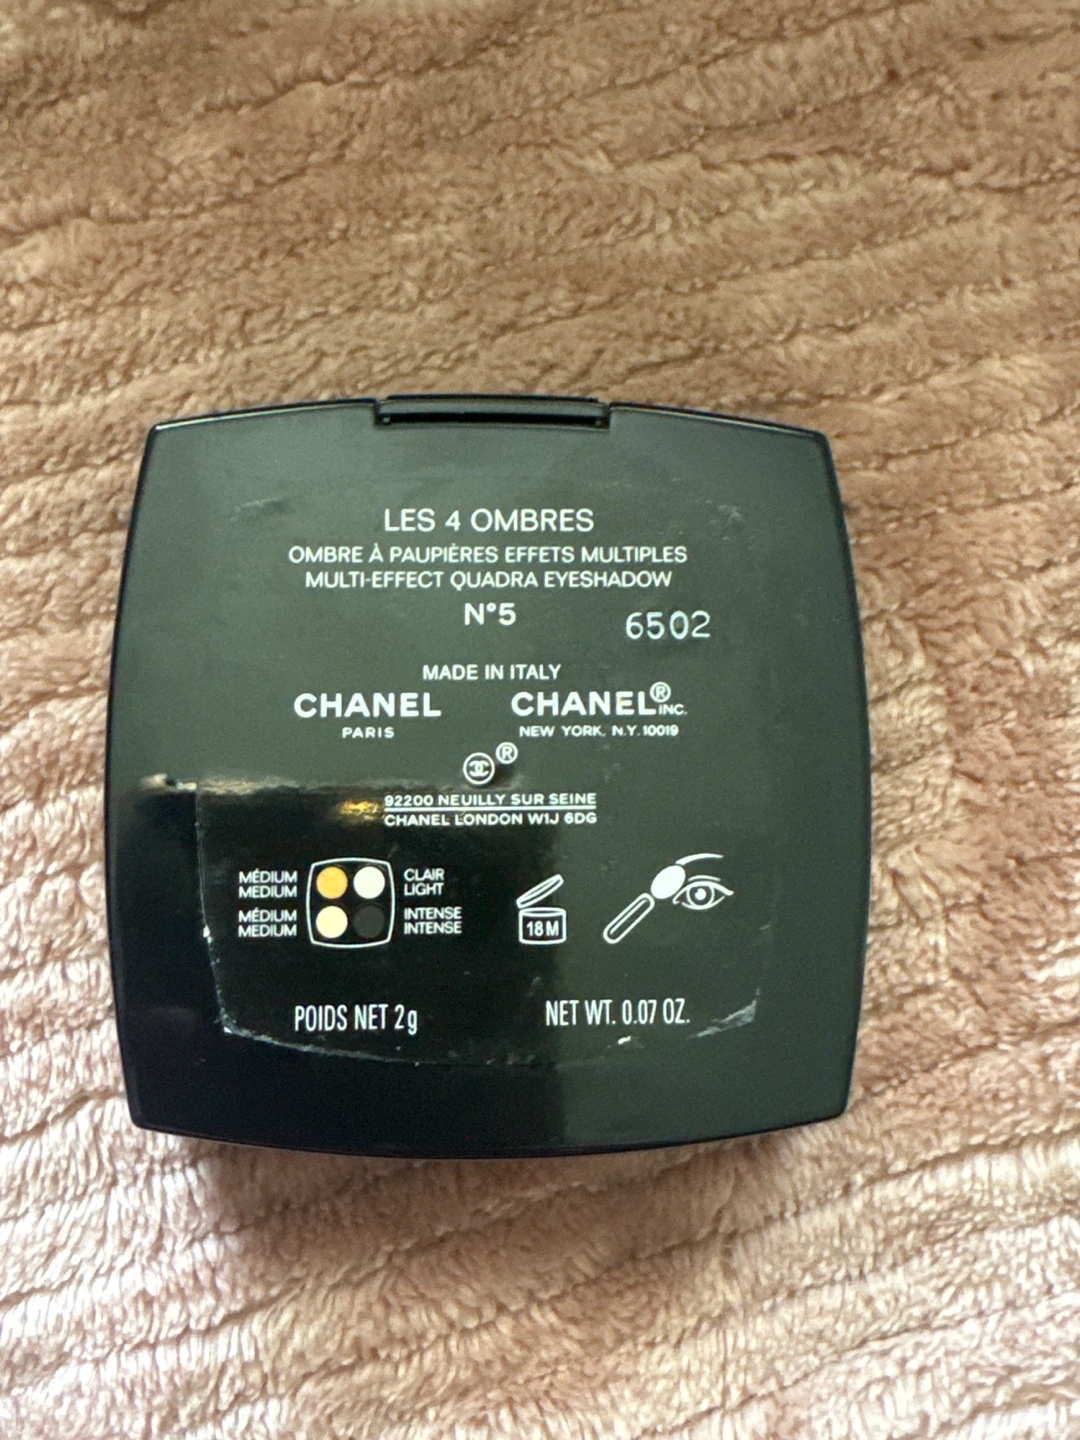 LES 4 OMBRES
OMBRE À PAUPIÈRES EFFETS MULTIPLES
MULTI-EFFECT QUADRA EYESHADOW
N°5
6502
MADE IN ITALY
CHANEL
PARIS
CHANEL® INC.
NEW YORK, N.Y. 10019
®
92200 NEUILLY SUR SEINE
CHANEL LONDON W1J 6DG
MÉDIUM
MEDIUM
CLAIR
LIGHT
MÉDIUM
MEDIUM
INTENSE
INTENSE
18M
POIDS NET 2g
NET WT. 0.07 OZ.